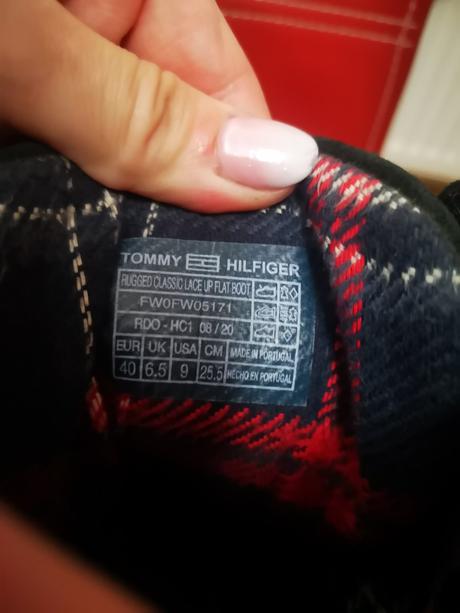 TOMMY HILFIGER
RUGGED CLASSIC LACE UP FLAT BOOT
FW0FW05171
RDO - HC1 08 / 20
EUR UK USA CM MADE IN PORTUGAL
40 6,5 9 25.5 HECHO EN PORTUGAL